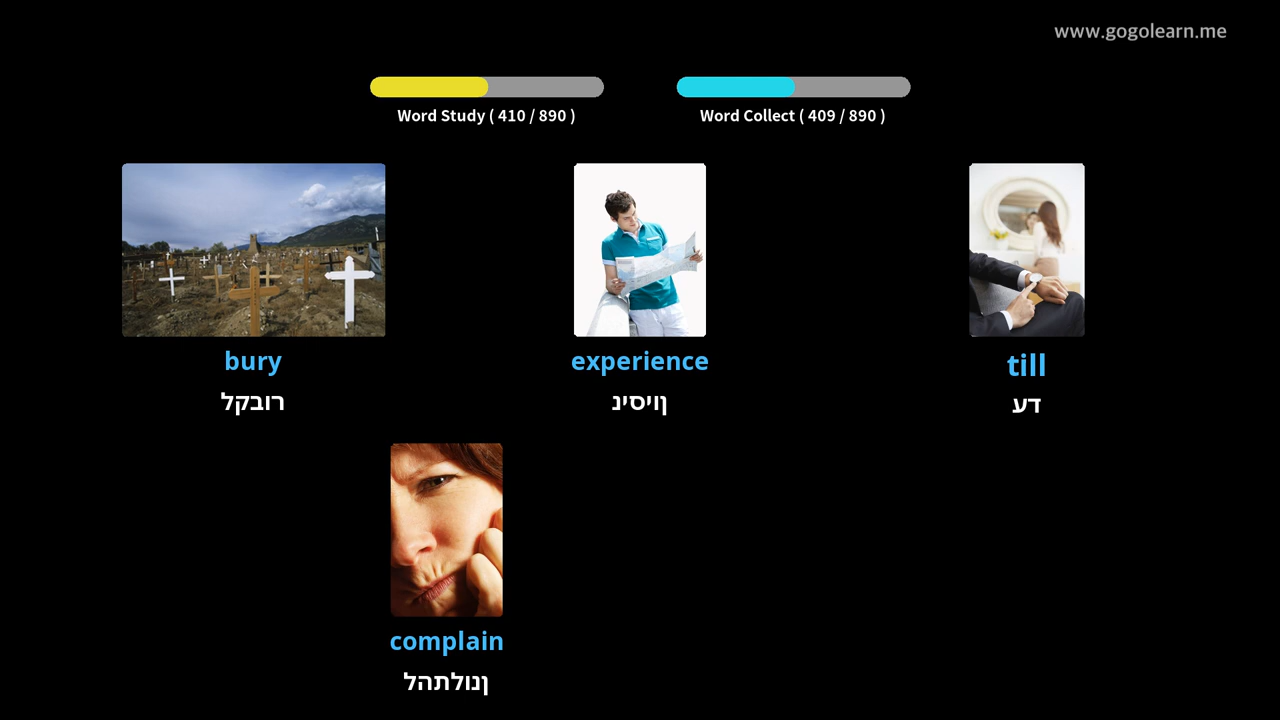 www.gogolearn.me
Word Study ( 410 / 890 )
Word Collect ( 409 / 890 )
bury
לקבור
experience
ניסיון
till
עד
complain
להתלונן